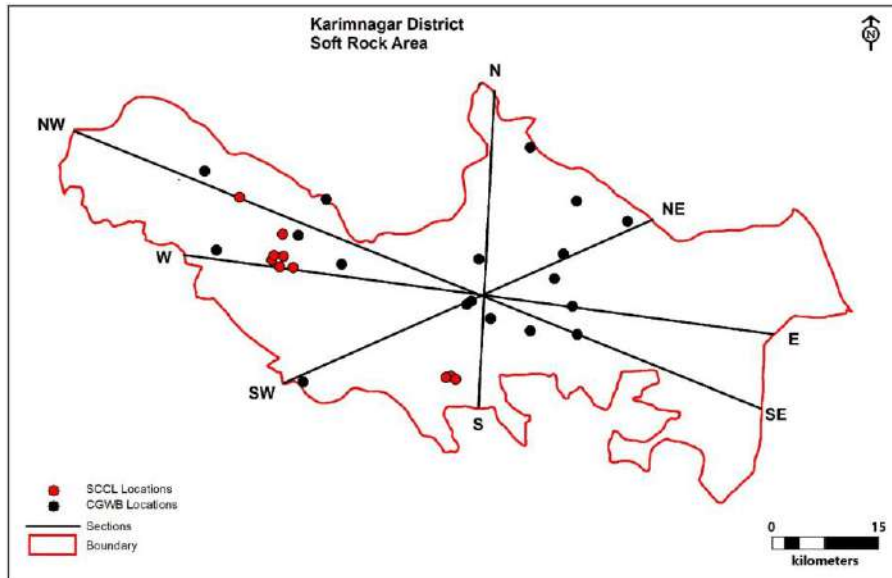 Karimnagar District
Soft Rock Area
N
N
NW
NE
W
E
SW
S
SE
SCCL Locations
CGWB Locations
Sections
Boundary
0 15
kilometers